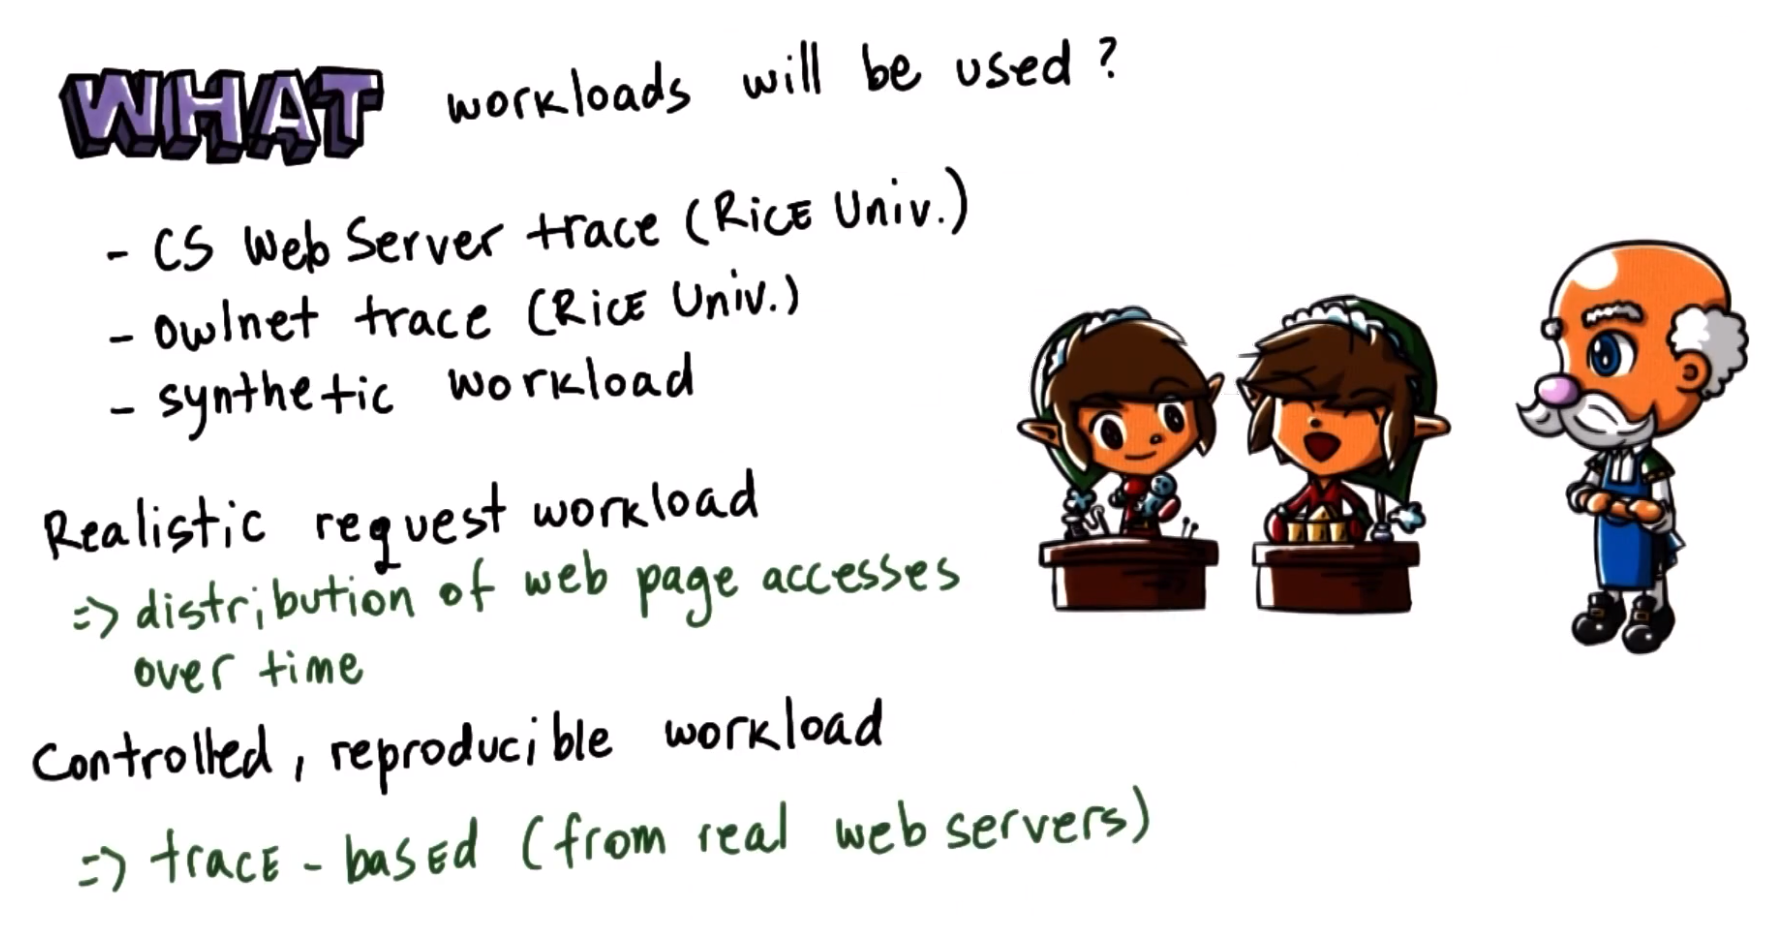 WHAT workloads will be used?
- CS Web Server trace (Rice Univ.)
- owlnet trace (Rice Univ.)
- synthetic workload
Realistic request workload
=> distribution of web page accesses
over time
Controlled, reproducible workload
=> trace-based (from real web servers)